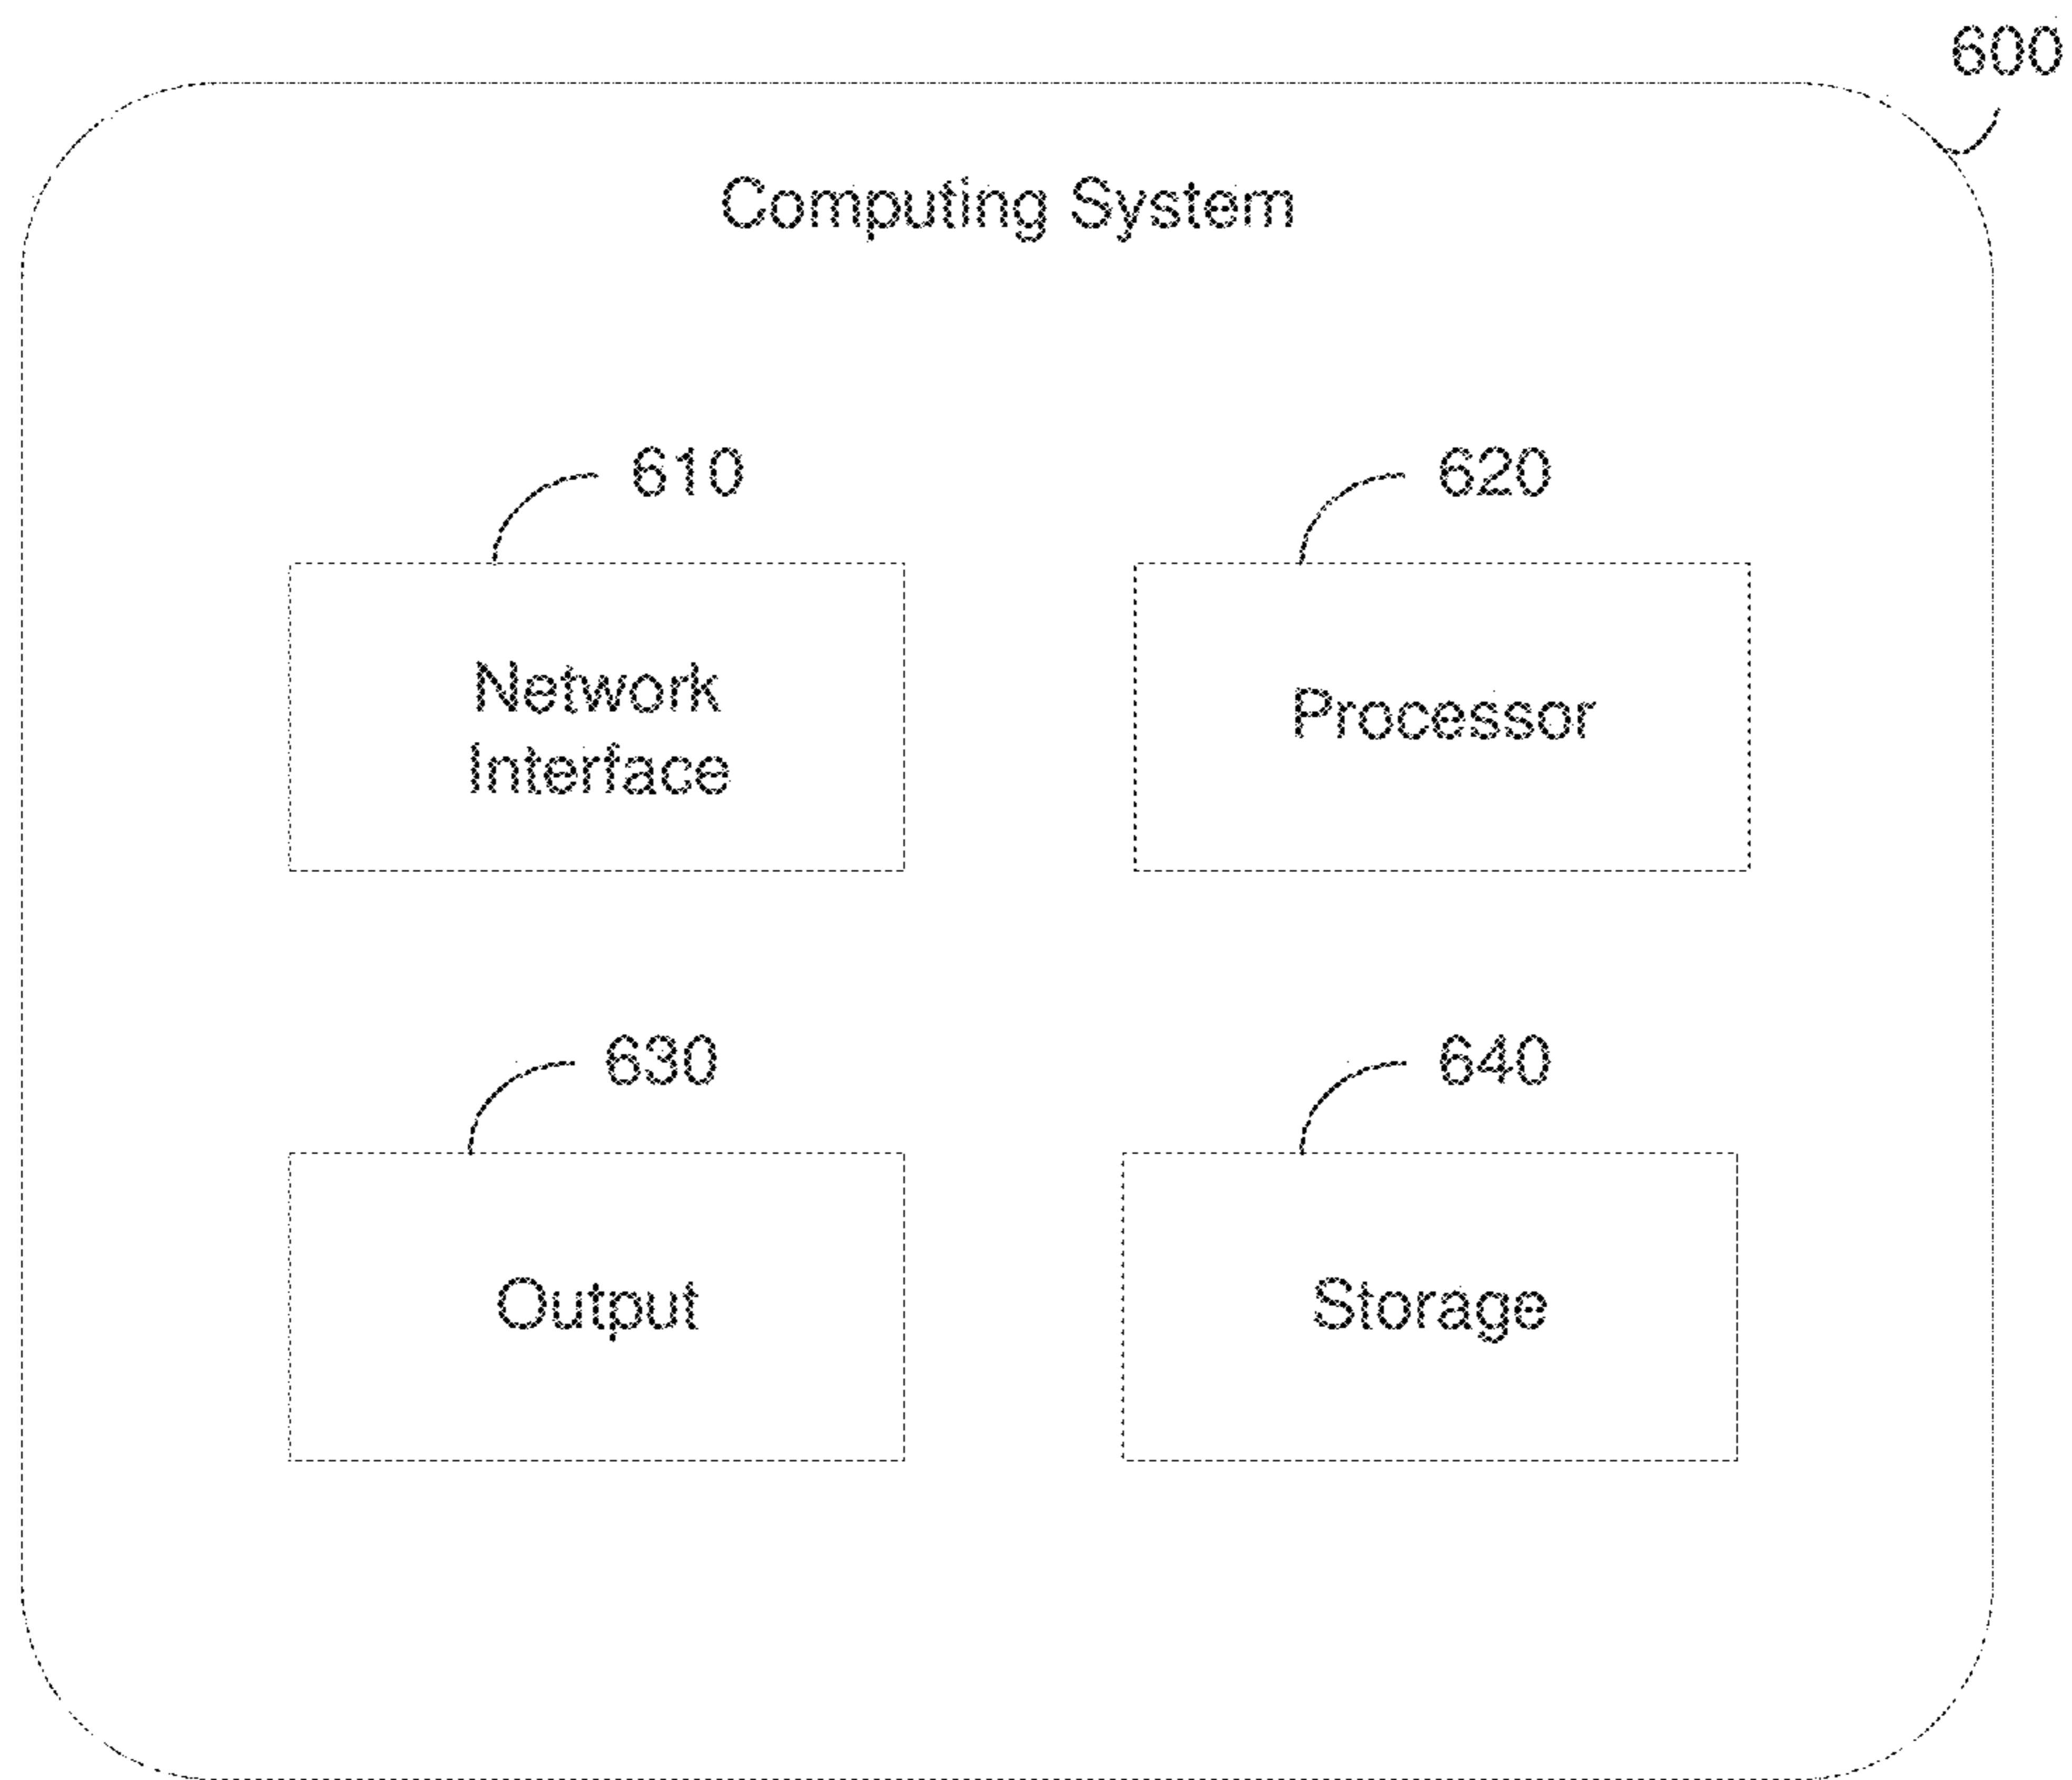 600
Computing System
610
620
Network
Interface
Processor
630
640
Output
Storage